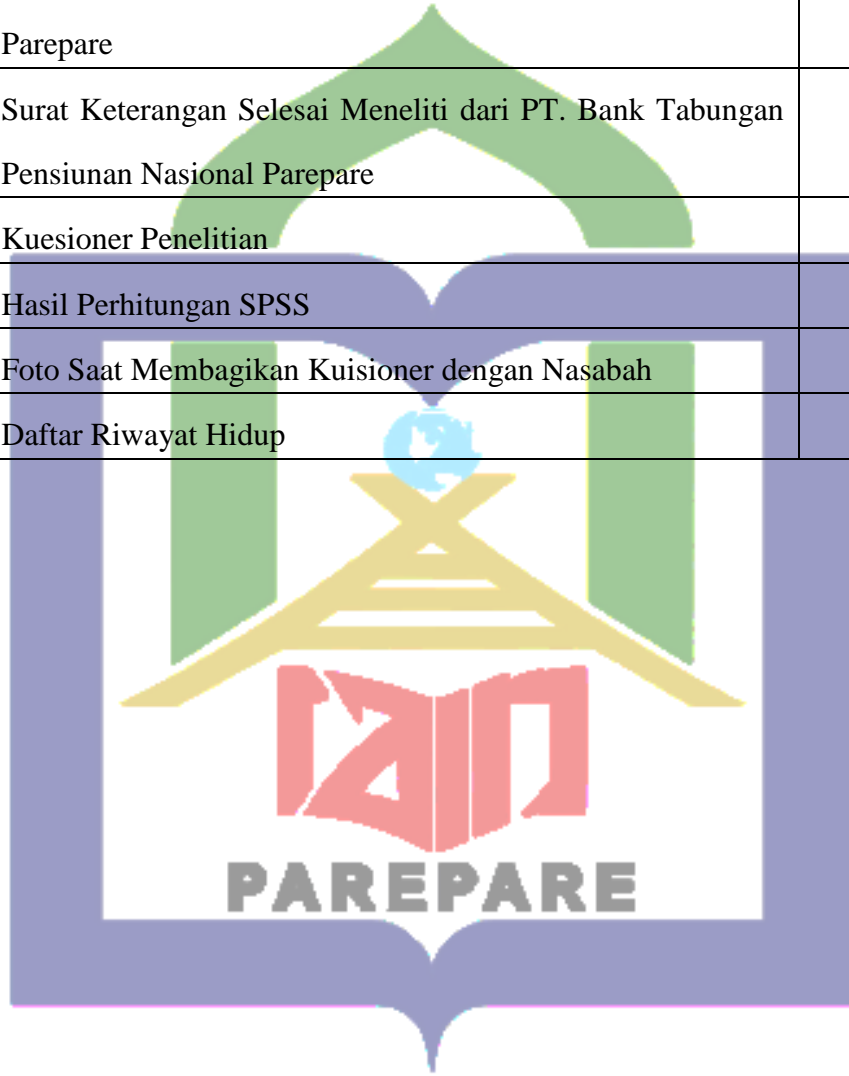 Parepare
Surat Keterangan Selesai Meneliti dari PT. Bank Tabungan
Pensiunan Nasional Parepare
Kuesioner Penelitian
Hasil Perhitungan SPSS
Foto Saat Membagikan Kuisioner dengan Nasabah
Daftar Riwayat Hidup
iain
PAREPARE